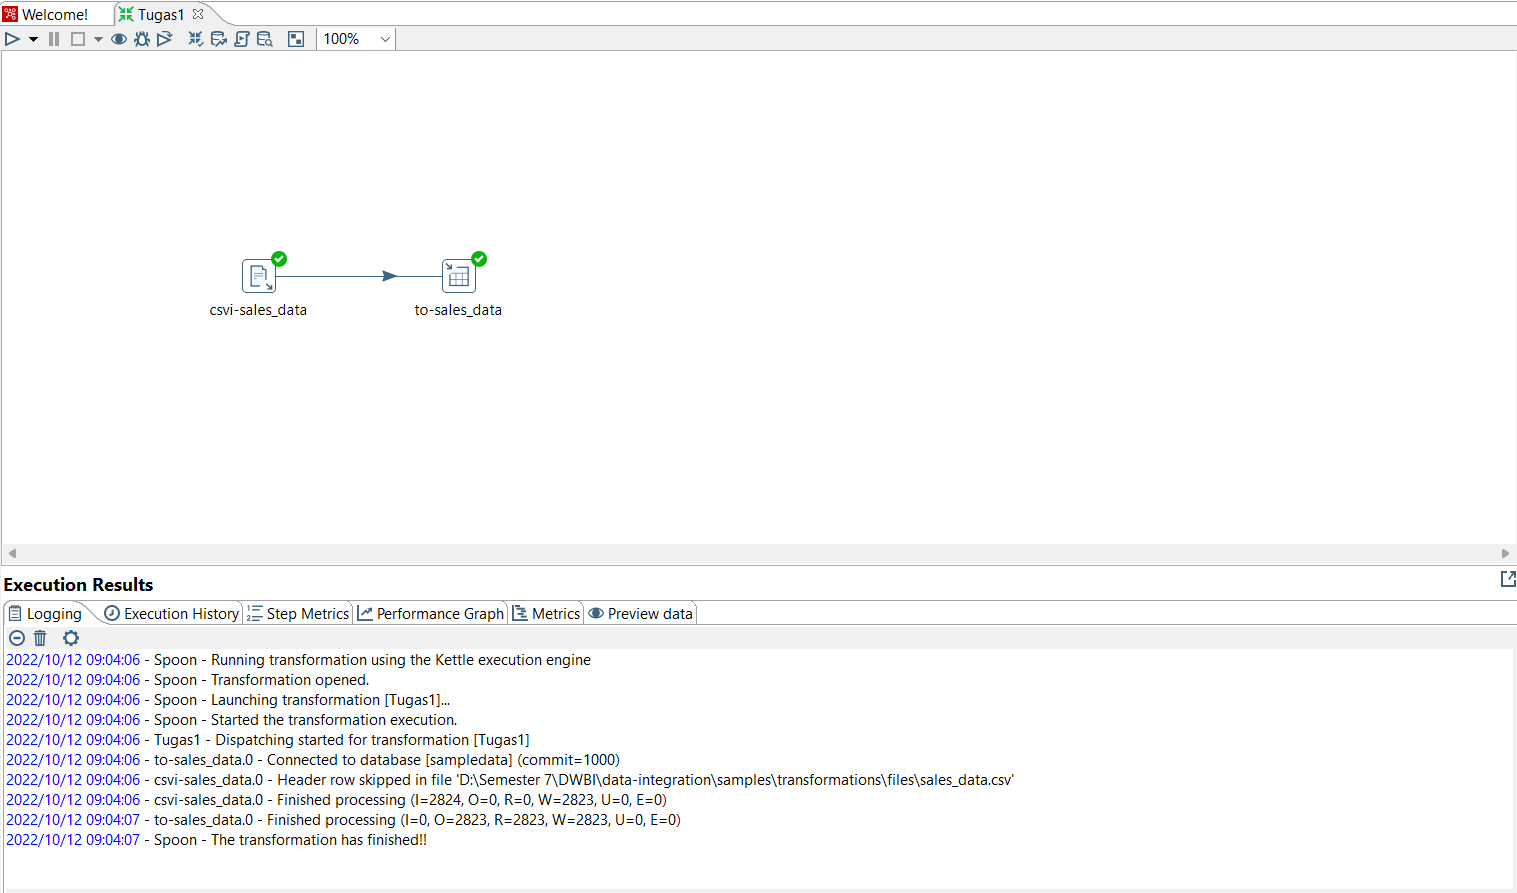 Welcome!
Tugas1
100%
csvi-sales_data
to-sales_data
Execution Results
Logging
Execution History
Step Metrics
Performance Graph
Metrics
Preview data
2022/10/12 09:04:06 - Spoon - Running transformation using the Kettle execution engine
2022/10/12 09:04:06 - Spoon - Transformation opened.
2022/10/12 09:04:06 - Spoon - Launching transformation [Tugas1]...
2022/10/12 09:04:06 - Spoon - Started the transformation execution.
2022/10/12 09:04:06 - Tugas1 - Dispatching started for transformation [Tugas1]
2022/10/12 09:04:06 - to-sales_data.0 - Connected to database [sampledata] (commit=1000)
2022/10/12 09:04:06 - csvi-sales_data.0 - Header row skipped in file 'D:\Semester 7\DWBI\data-integration\samples\transformations\files\sales_data.csv'
2022/10/12 09:04:06 - csvi-sales_data.0 - Finished processing (I=2824, O=0, R=0, W=2823, U=0, E=0)
2022/10/12 09:04:07 - to-sales_data.0 - Finished processing (I=0, O=2823, R=2823, W=2823, U=0, E=0)
2022/10/12 09:04:07 - Spoon - The transformation has finished!!